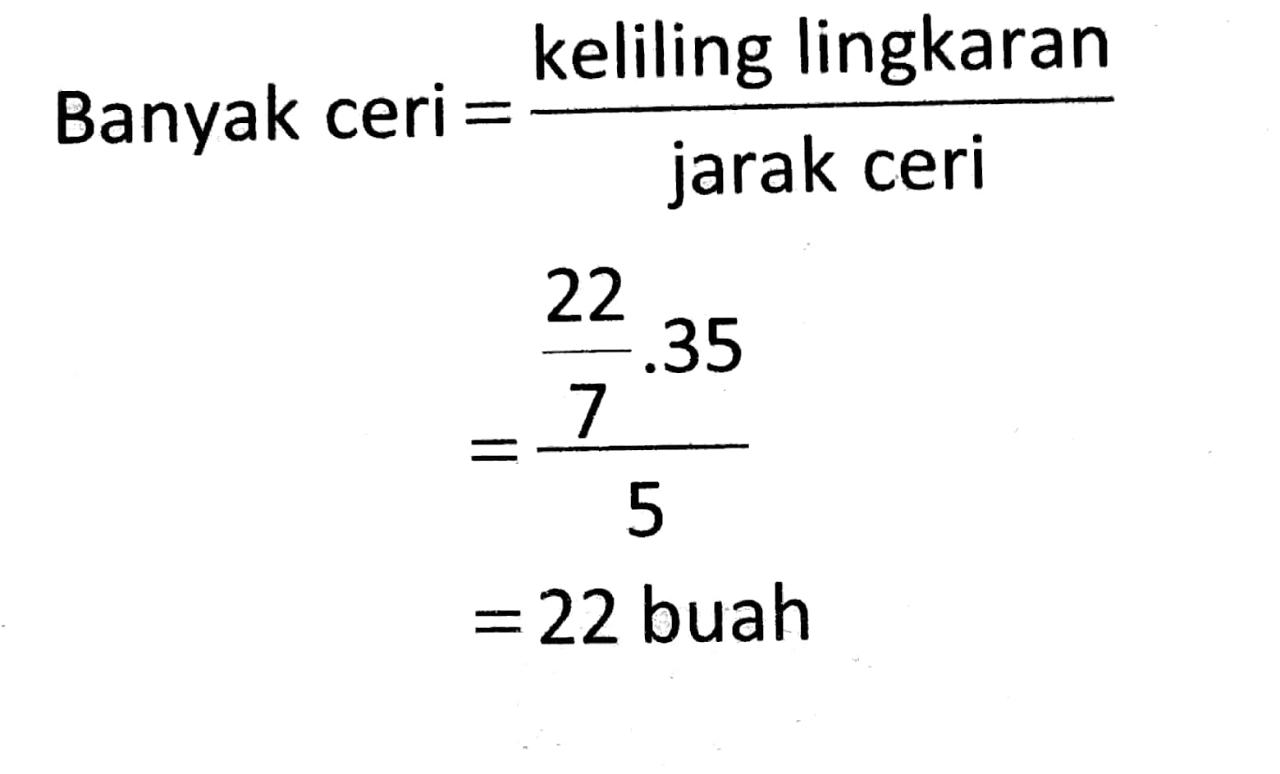 Banyak ceri = keliling lingkaran / jarak ceri
= 22/7 .35 / 5
= 22 buah